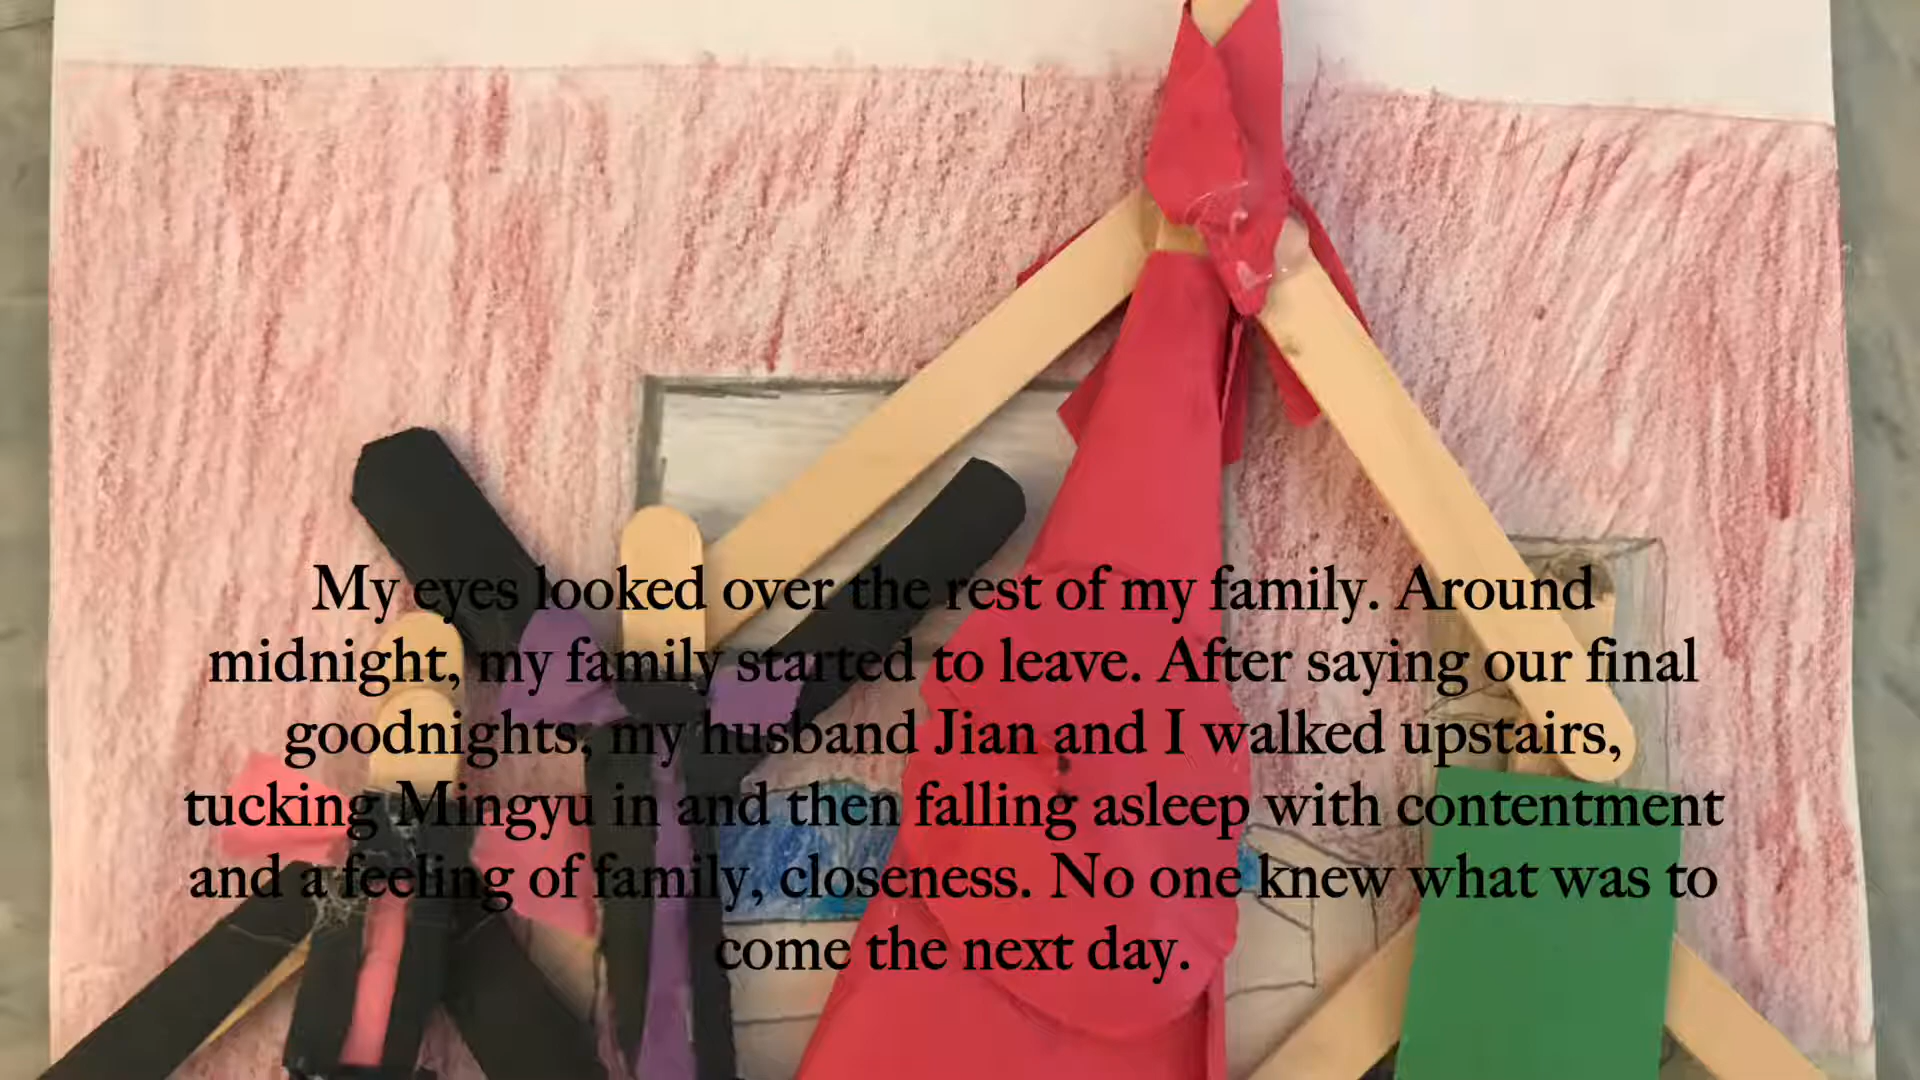 My eyes looked over the rest of my family. Around
midnight, my family started to leave. After saying our final
goodnights, my husband Jian and I walked upstairs,
tucking Mingyu in and then falling asleep with contentment
and a feeling of family, closeness. No one knew what was to
come the next day.